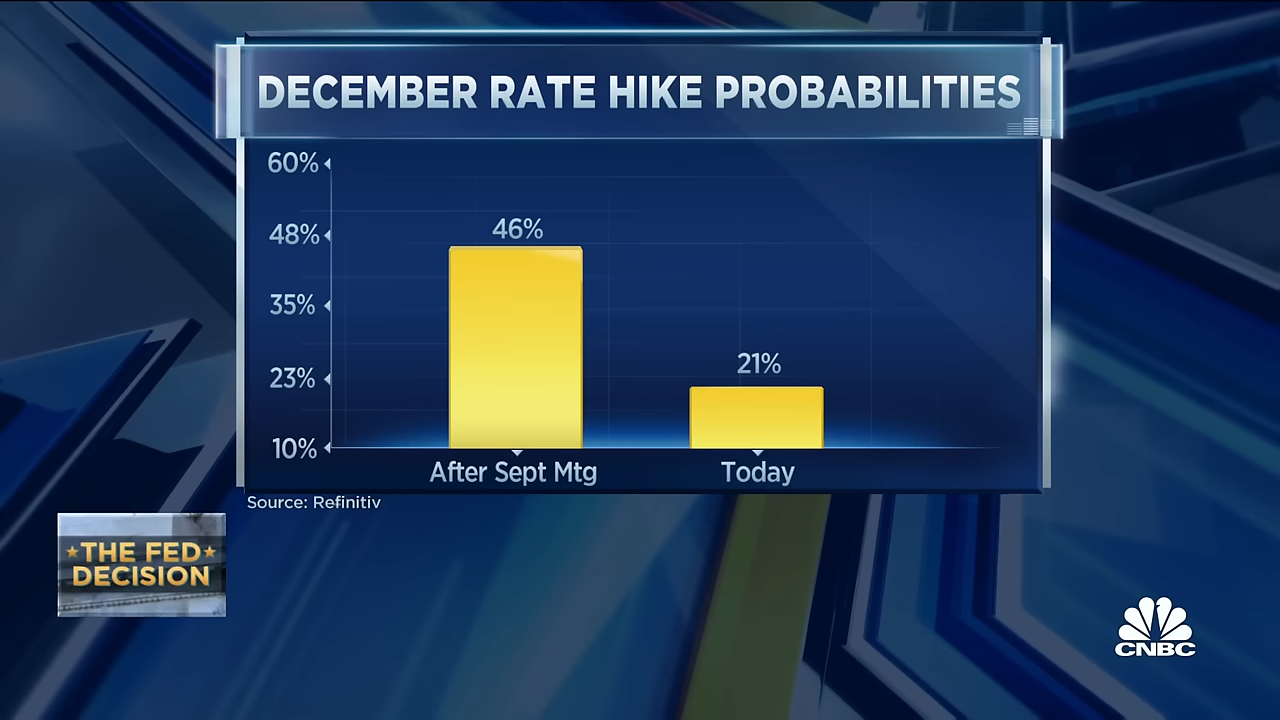 DECEMBER RATE HIKE PROBABILITIES
60%
48%
46%
35%
23%
21%
10%
After Sept Mtg
Today
Source: Refinitiv
THE FED
DECISION
CNBC